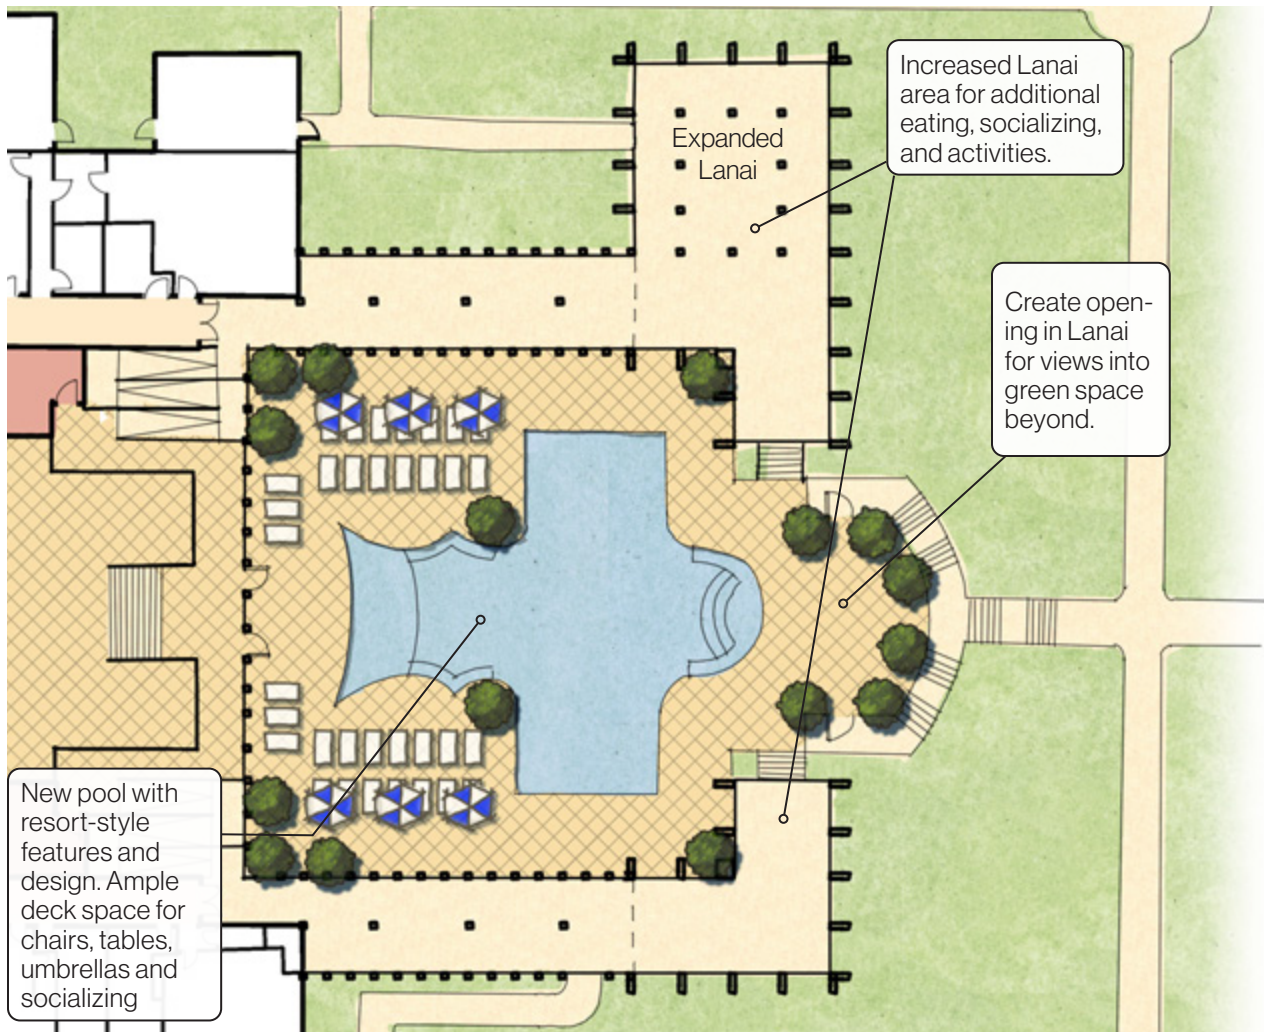 Increased Lanai
area for additional
eating, socializing,
and activities.
Expanded
Lanai
Create open-
ing in Lanai
for views into
green space
beyond.
New pool with
resort-style
features and
design. Ample
deck space for
chairs, tables,
umbrellas and
socializing